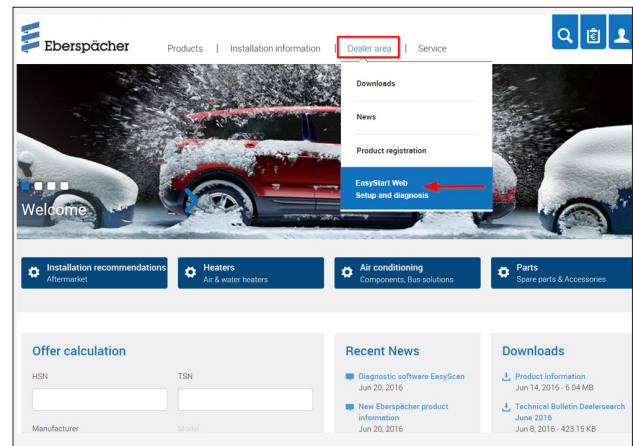 Eberspächer
Products | Installation information | Dealer area | Service
Downloads
News
Product registration
EasyStart Web
Setup and diagnosis
Welcome
Installation recommendations
Aftermarket
Heaters
Air & water heaters
Air conditioning
Components, Bus solutions
Parts
Spare parts & Accessories
Offer calculation
HSN
TSN
Manufacturer
Model
Recent News
Diagnostic software EasyScan
Jun 20, 2016
New Eberspächer product
information
Jun 20, 2016
Downloads
Product information
Jun 14, 2016 - 6.04 MB
Technical Bulletin Dealersearch
June 2016
Jun 8, 2016 - 423.15 KB